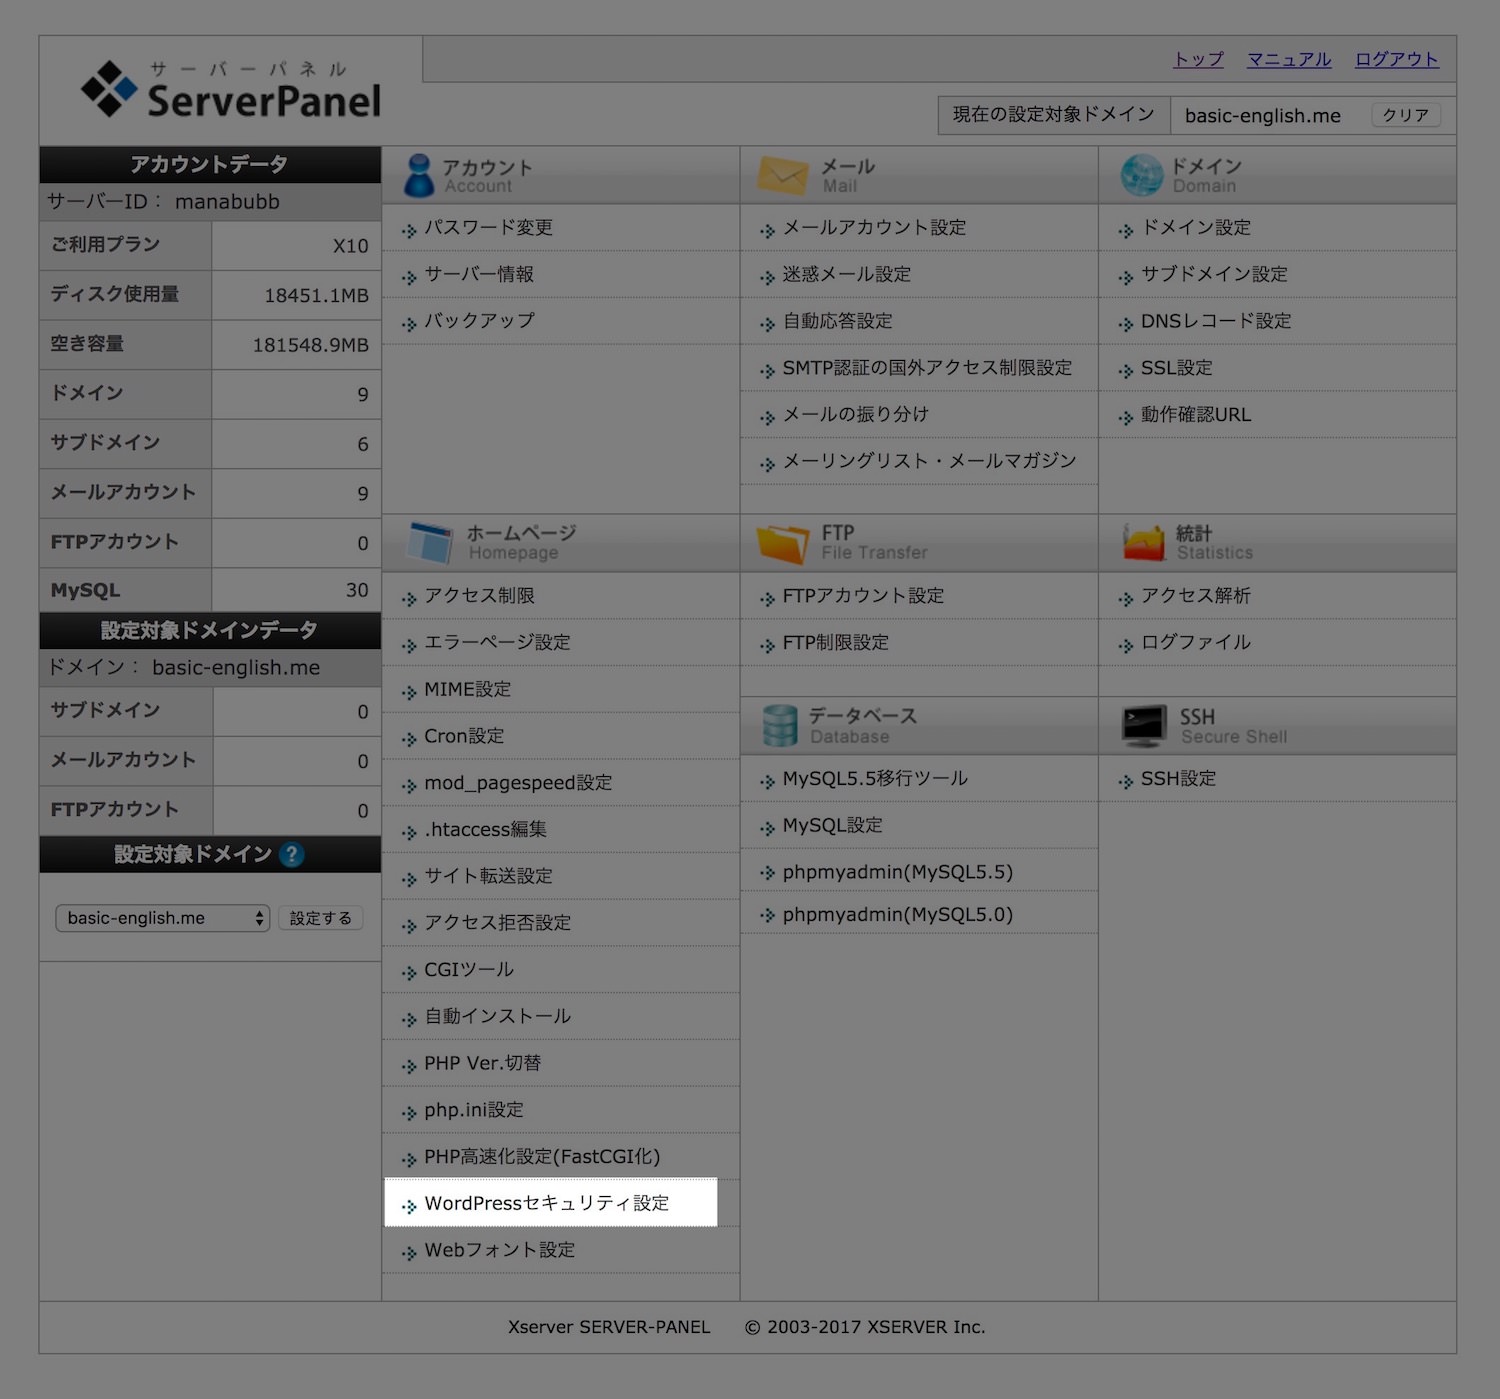 サーバーパネル
ServerPanel
トップ マニュアル ログアウト
現在の設定対象ドメイン basic-english.me クリア
アカウントデータ
サーバーID： manabubb
ご利用プラン X10
ディスク使用量 18451.1MB
空き容量 181548.9MB
ドメイン 9
サブドメイン 6
メールアカウント 9
FTPアカウント 0
MySQL 30
設定対象ドメインデータ
ドメイン： basic-english.me
サブドメイン 0
メールアカウント 0
FTPアカウント 0
設定対象ドメイン ?
basic-english.me 設定する
アカウント
Account
パスワード変更
サーバー情報
バックアップ
メール
Mail
メールアカウント設定
迷惑メール設定
自動応答設定
SMTP認証の国外アクセス制限設定
メールの振り分け
メーリングリスト・メールマガジン
ドメイン
Domain
ドメイン設定
サブドメイン設定
DNSレコード設定
SSL設定
動作確認URL
ホームページ
Homepage
アクセス制限
エラーページ設定
MIME設定
Cron設定
mod_pagespeed設定
.htaccess編集
サイト転送設定
アクセス拒否設定
CGIツール
自動インストール
PHP Ver.切替
php.ini設定
PHP高速化設定(FastCGI化)
WordPressセキュリティ設定
Webフォント設定
FTP
File Transfer
FTPアカウント設定
FTP制限設定
統計
Statistics
アクセス解析
ログファイル
データベース
Database
MySQL5.5移行ツール
MySQL設定
phpmyadmin(MySQL5.5)
phpmyadmin(MySQL5.0)
SSH
Secure Shell
SSH設定
Xserver SERVER-PANEL © 2003-2017 XSERVER Inc.